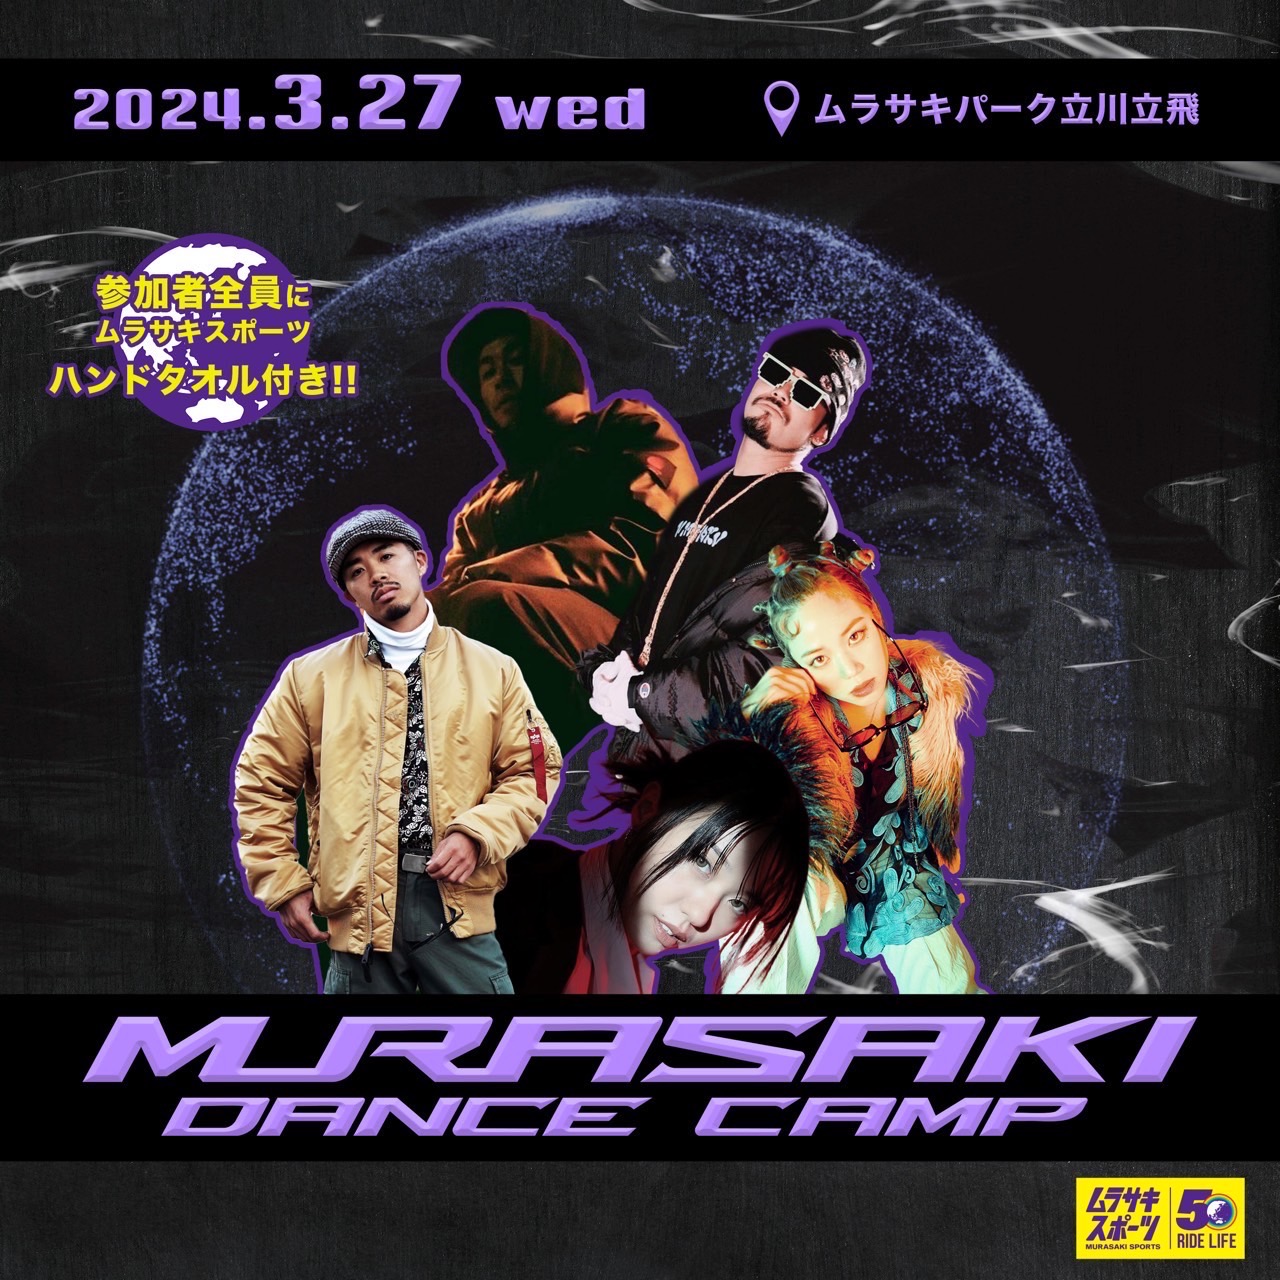 2024.3.27 wed
ムラサキパーク立川立飛
参加者全員に
ムラサキスポーツ
ハンドタオル付き!!
MURASAKI
DANCE CAMP
ムラサキ
スポーツ
MURASAKI SPORTS
50
RIDE LIFE